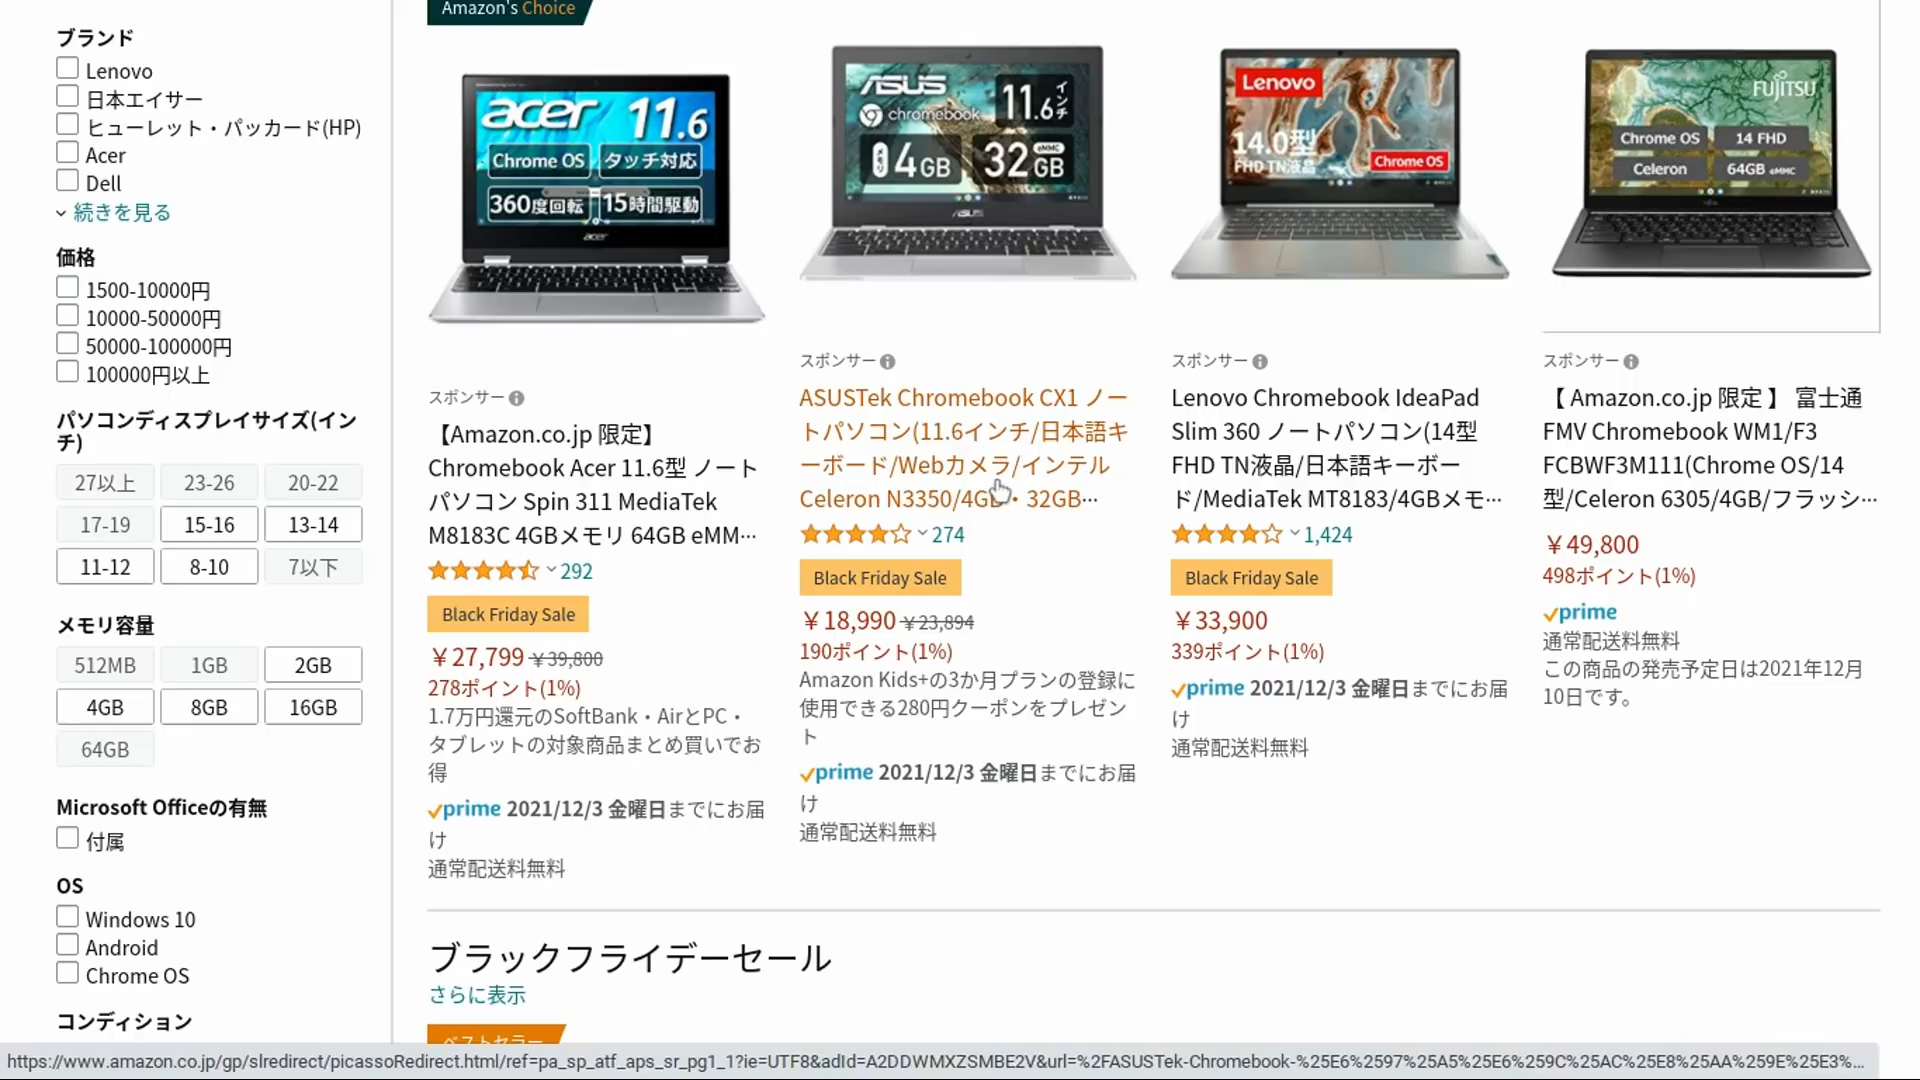 ブランド
Lenovo
日本エイサー
ヒューレット・パッカード(HP)
Acer
Dell
続きを見る
価格
1500-10000円
10000-50000円
50000-100000円
100000円以上
パソコンディスプレイサイズ(イン
チ)
27以上 23-26 20-22
17-19 15-16 13-14
11-12 8-10 7以下
メモリ容量
512MB 1GB 2GB
4GB 8GB 16GB
64GB
Microsoft Officeの有無
付属
OS
Windows 10
Android
Chrome OS
コンディション
Amazon's Choice
acer 11.6
Chrome OS タッチ対応
360度回転 15時間駆動
acer
スポンサー
【Amazon.co.jp 限定】
Chromebook Acer 11.6型 ノート
パソコン Spin 311 MediaTek
M8183C 4GBメモリ 64GB eMM…
292
Black Friday Sale
￥27,799 ￥39,800
278ポイント(1%)
1.7万円還元のSoftBank・AirとPC・
タブレットの対象商品まとめ買いでお
得
prime 2021/12/3 金曜日までにお届
け
通常配送料無料
ASUS
chromebook
11.6インチ
メモリ 4GB 32GB eMMC
ASUS
スポンサー
ASUSTek Chromebook CX1 ノー
トパソコン(11.6インチ/日本語キ
ーボード/Webカメラ/インテル
Celeron N3350/4GB・32GB…
274
Black Friday Sale
￥18,990 ￥23,894
190ポイント(1%)
Amazon Kids+の3か月プランの登録に
使用できる280円クーポンをプレゼン
ト
prime 2021/12/3 金曜日までにお届
け
通常配送料無料
Lenovo
14.0型
FHD TN液晶
Chrome OS
スポンサー
Lenovo Chromebook IdeaPad
Slim 360 ノートパソコン(14型
FHD TN液晶/日本語キーボー
ド/MediaTek MT8183/4GBメモ…
1,424
Black Friday Sale
￥33,900
339ポイント(1%)
prime 2021/12/3 金曜日までにお届
け
通常配送料無料
FUJITSU
Chrome OS 14 FHD
Celeron 64GB eMMC
スポンサー
【 Amazon.co.jp 限定 】 富士通
FMV Chromebook WM1/F3
FCBWF3M111(Chrome OS/14
型/Celeron 6305/4GB/フラッシ…
￥49,800
498ポイント(1%)
prime
通常配送料無料
この商品の発売予定日は2021年12月
10日です。
ブラックフライデーセール
さらに表示
ベストセラー
https://www.amazon.co.jp/gp/slredirect/picassoRedirect.html/ref=pa_sp_atf_aps_sr_pg1_1?ie=UTF8&adId=A2DDWMXZSMBE2V&url=%2FASUSTek-Chromebook-%25E6%2597%25A5%25E6%259C%25AC%25E8%25AA%259E%25E3%…